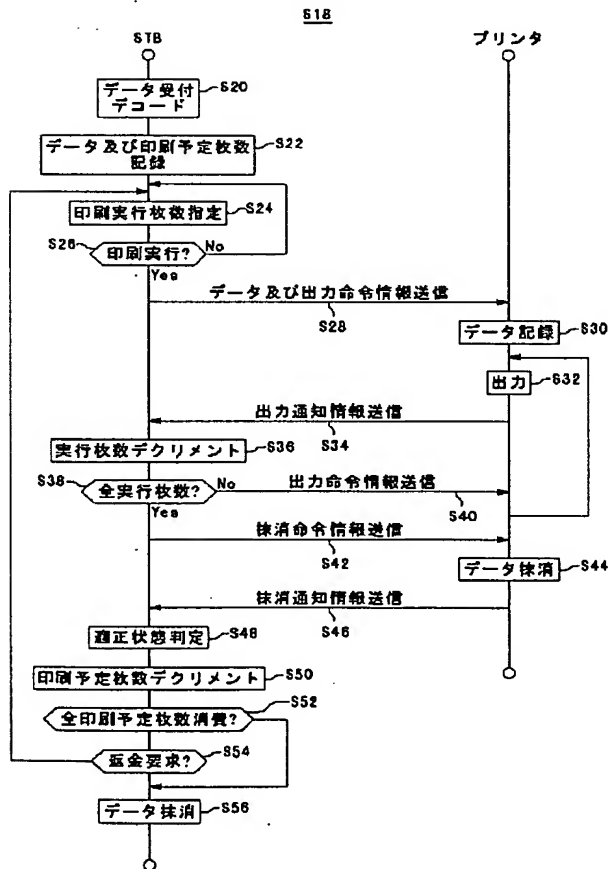 S18
STB
プリンタ
データ受付
デコード
S20
データ及び印刷予定枚数
記録
S22
印刷実行枚数指定
S24
S26
印刷実行?
No
Yes
データ及び出力命令情報送信
S28
データ記録
S30
出力
S32
出力通知情報送信
S34
実行枚数デクリメント
S36
S38
全実行枚数?
No
出力命令情報送信
S40
Yes
抹消命令情報送信
S42
データ抹消
S44
抹消通知情報送信
S46
適正状態判定
S48
印刷予定枚数デクリメント
S50
S52
全印刷予定枚数消費?
返金要求?
S54
データ抹消
S56